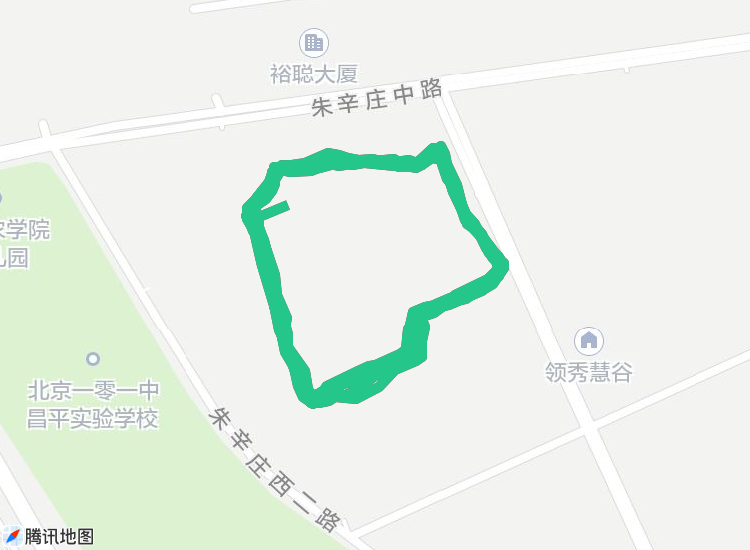 裕聪大厦
朱辛庄中路
农学院
儿园
领秀慧谷
北京一零一中
昌平实验学校
朱辛庄西二路
腾讯地图